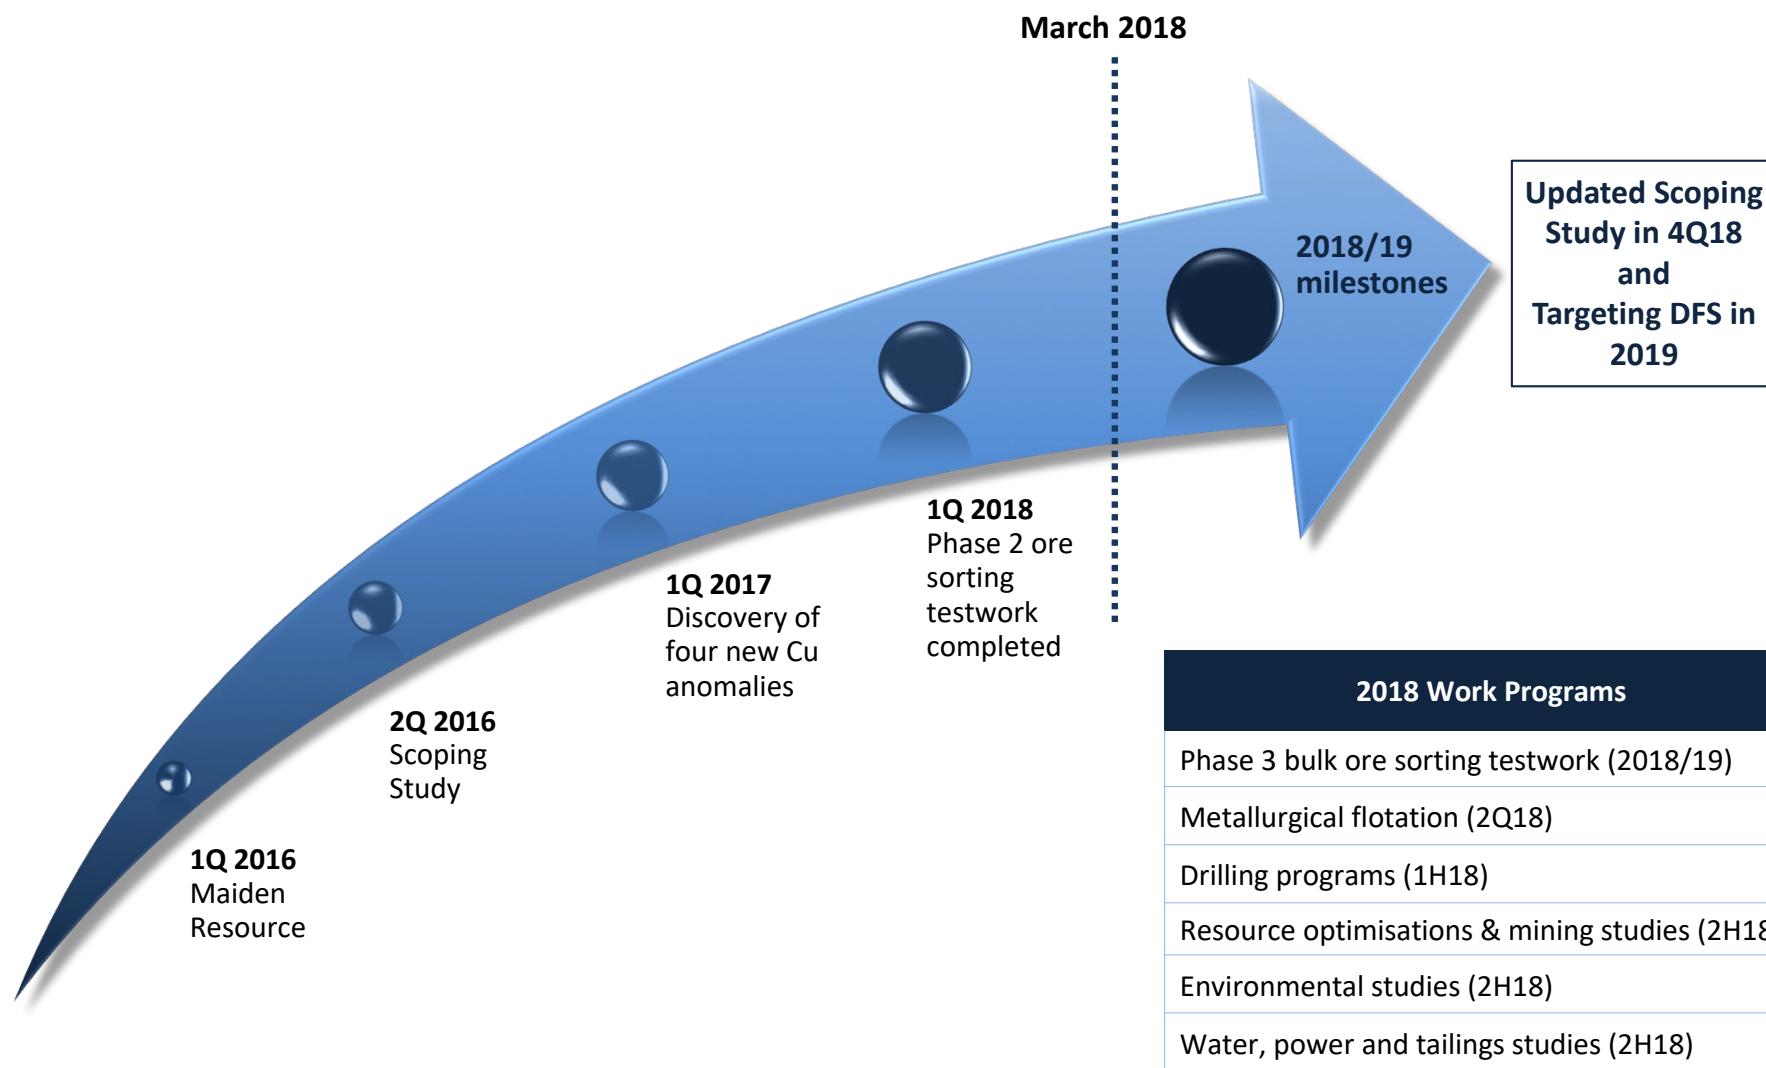 March 2018
2018/19
milestones
Updated Scoping
Study in 4Q18
and
Targeting DFS in
2019
1Q 2018
Phase 2 ore
sorting
testwork
completed
1Q 2017
Discovery of
four new Cu
anomalies
2Q 2016
Scoping
Study
1Q 2016
Maiden
Resource
2018 Work Programs
Phase 3 bulk ore sorting testwork (2018/19)
Metallurgical flotation (2Q18)
Drilling programs (1H18)
Resource optimisations & mining studies (2H18
Environmental studies (2H18)
Water, power and tailings studies (2H18)